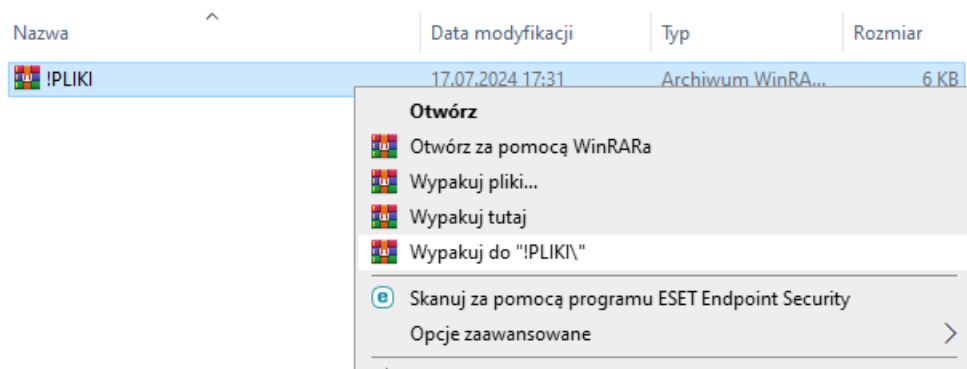 Nazwa Data modyfikacji Typ Rozmiar
!PLIKI 17.07.2024 17:31 Archiwum WinRA... 6 KB
Otwórz
Otwórz za pomocą WinRARa
Wypakuj pliki...
Wypakuj tutaj
Wypakuj do "!PLIKI\"
Skanuj za pomocą programu ESET Endpoint Security
Opcje zaawansowane